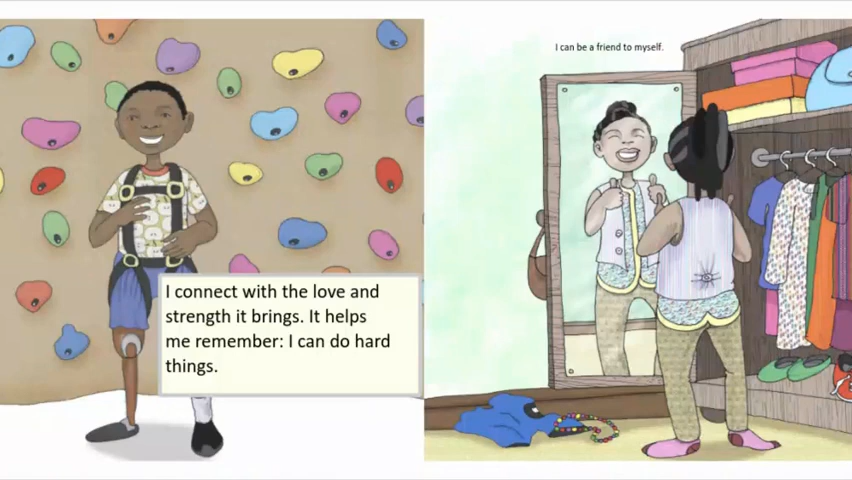 I connect with the love and
strength it brings. It helps
me remember: I can do hard
things.
I can be a friend to myself.